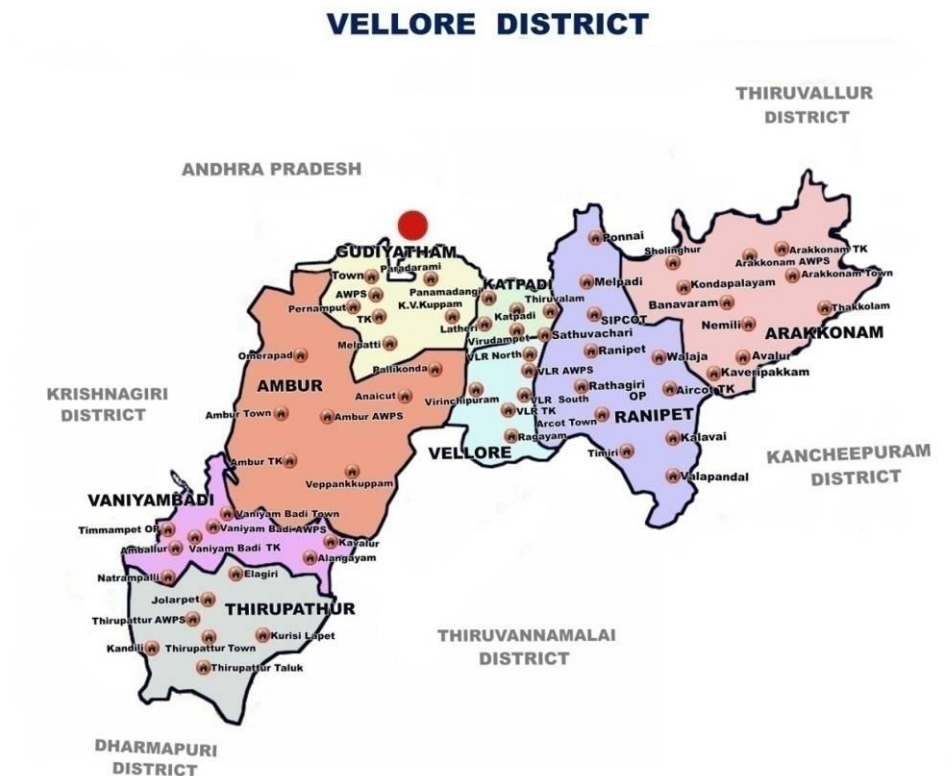 VELLORE DISTRICT
THIRUVALLUR
DISTRICT
ANDHRA PRADESH
GUDIYATHAM
Paradarami
Town
AWPS
Panamadangi
Pernamput
K.V.Kuppam
TK
Latheri
Melpatti
KATPADI
Thiruvalam
Katpadi
Virudampet
Ponnai
Melpadi
SIPCOT
Sathuvachari
Sholinghur
Arakkonam TK
Arakkonam AWPS
Arakkonam Town
Kondapalayam
Banavaram
Thakkolam
Nemili
ARAKKONAM
Avalur
Kaveripakkam
Omerapad
AMBUR
Pallikonda
Anaicut
Ambur Town
Ambur AWPS
Ambur TK
Veppankkuppam
VLR North
VLR AWPS
Virinchipuram
VLR South
VLR TK
Ragayam
VELLORE
Ranipet
Walaja
Rathagiri
OP
Aircot TK
Arcot Town
RANIPET
Timiri
Kalavai
Valapandal
KRISHNAGIRI
DISTRICT
KANCHEEPURAM
DISTRICT
VANIYAMBADI
Vaniyam Badi Town
Timmampet OP
Vaniyam Badi AWPS
Amballur
Vaniyam Badi TK
Kavalur
Alangayam
Natrampalli
Elagiri
Jolarpet
THIRUPATHUR
Thirupattur AWPS
Kurisi Lapet
Kandili
Thirupattur Town
Thirupattur Taluk
THIRUVANNAMALAI
DISTRICT
DHARMAPURI
DISTRICT